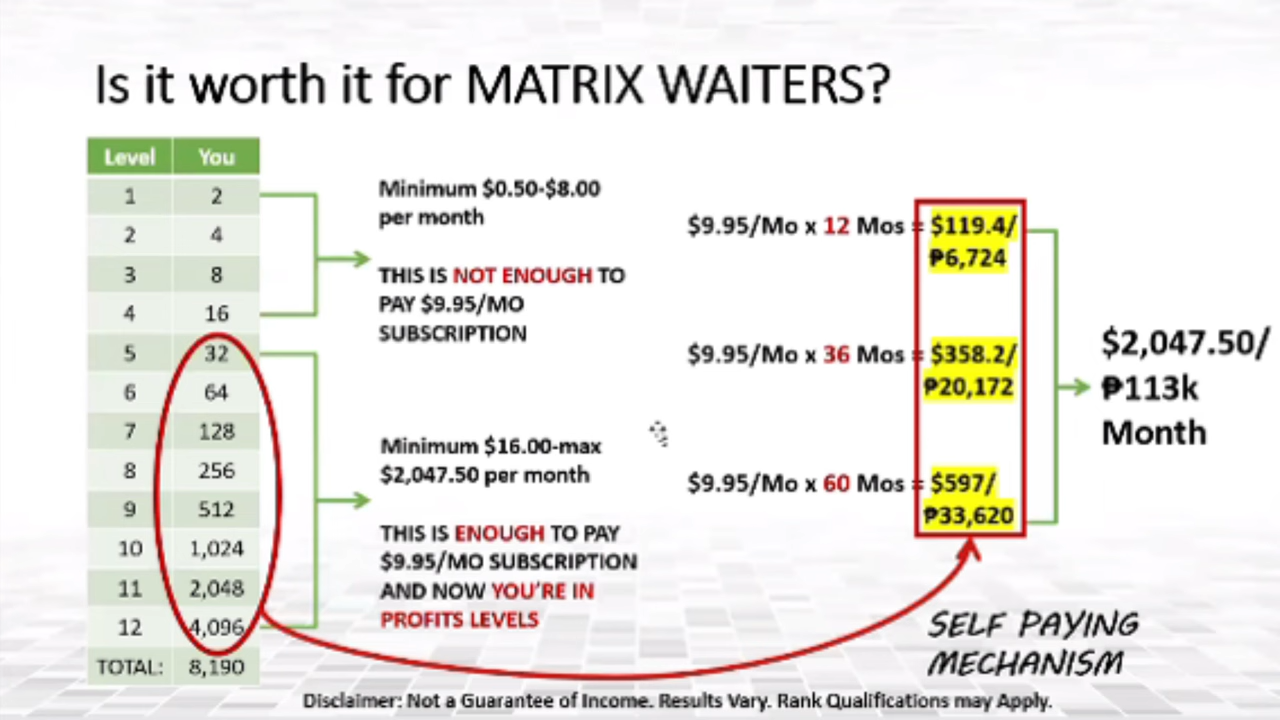 Is it worth it for MATRIX WAITERS?
Level You
1 2
2 4
3 8
4 16
5 32
6 64
7 128
8 256
9 512
10 1,024
11 2,048
12 4,096
TOTAL: 8,190
Minimum $0.50-$8.00
per month
THIS IS NOT ENOUGH TO
PAY $9.95/MO
SUBSCRIPTION
Minimum $16.00-max
$2,047.50 per month
THIS IS ENOUGH TO PAY
$9.95/MO SUBSCRIPTION
AND NOW YOU'RE IN
PROFITS LEVELS
$9.95/Mo x 12 Mos = $119.4/
₱6,724
$9.95/Mo x 36 Mos = $358.2/
₱20,172
$9.95/Mo x 60 Mos = $597/
₱33,620
$2,047.50/
₱113k
Month
SELF PAYING
MECHANISM
Disclaimer: Not a Guarantee of Income. Results Vary. Rank Qualifications may Apply.